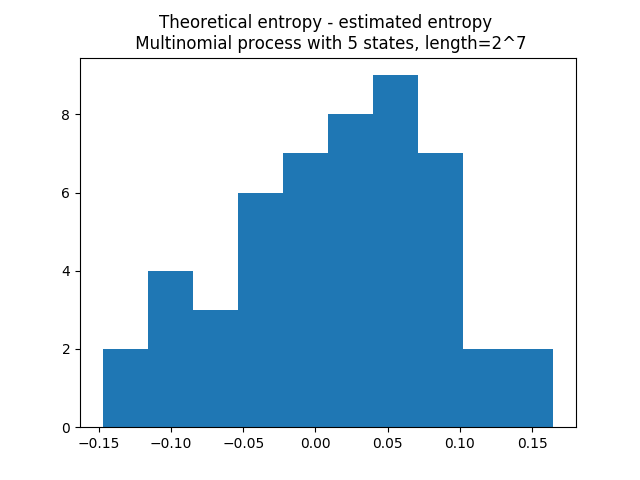 Theoretical entropy - estimated entropy
Multinomial process with 5 states, length=2^7
8
6
4
2
0
−0.15 −0.10 −0.05 0.00 0.05 0.10 0.15